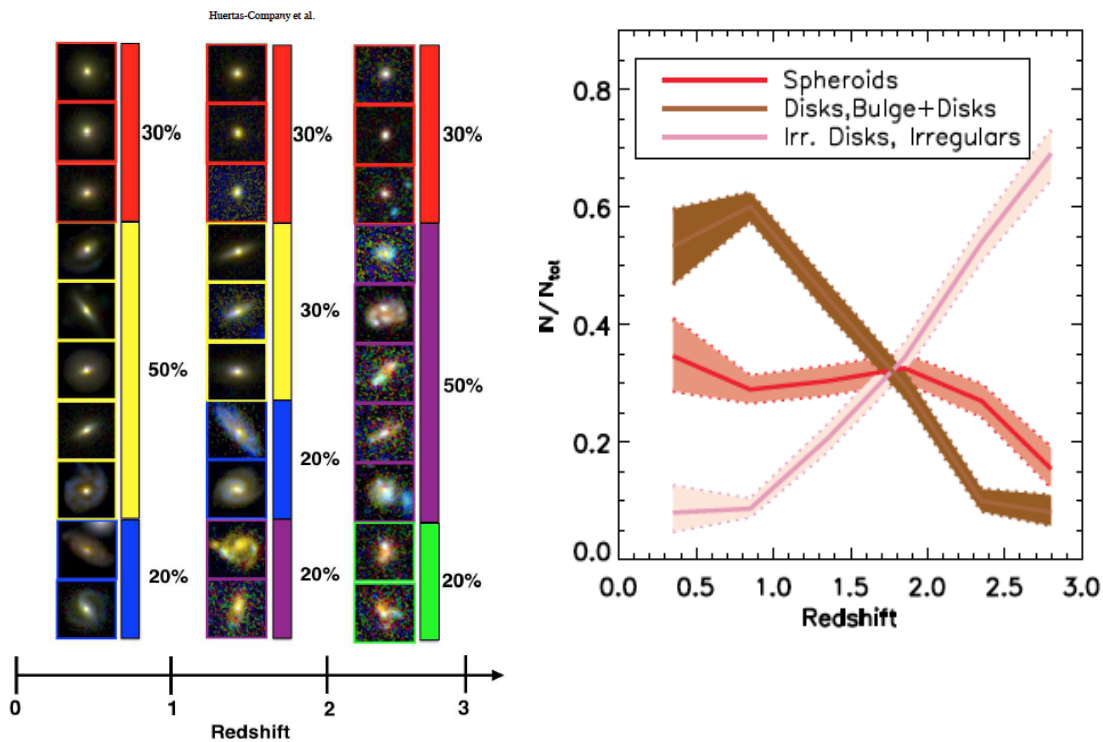 Huertas-Company et al.
30%
50%
20%
30%
30%
20%
20%
30%
50%
20%
0
1
2
3
Redshift
Spheroids
Disks,Bulge+Disks
Irr. Disks, Irregulars
N/Ntot
0.8
0.6
0.4
0.2
0.0
0.0 0.5 1.0 1.5 2.0 2.5 3.0
Redshift